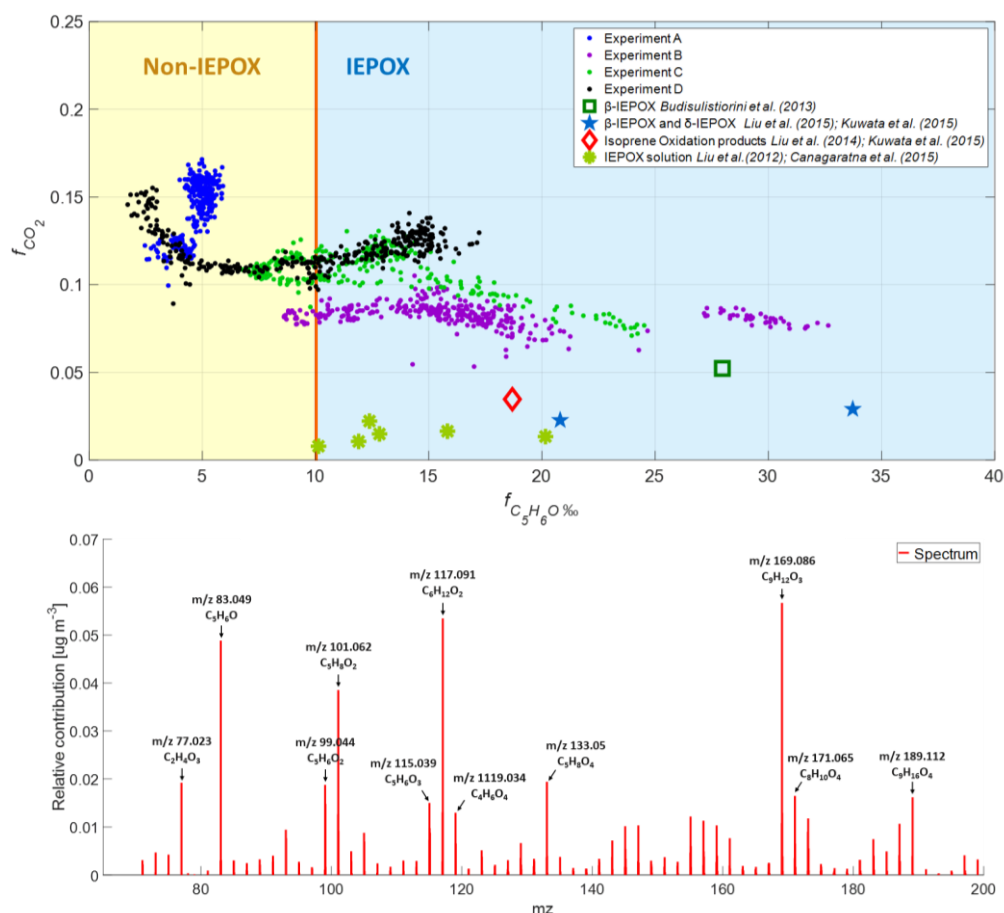 0.25
0.2
0.15
0.1
0.05
0
f_CO2
Non-IEPOX
IEPOX
Experiment A
Experiment B
Experiment C
Experiment D
β-IEPOX Budisulistiorini et al. (2013)
β-IEPOX and δ-IEPOX Liu et al. (2015); Kuwata et al. (2015)
Isoprene Oxidation products Liu et al. (2014); Kuwata et al. (2015)
IEPOX solution Liu et al.(2012); Canagaratna et al. (2015)
0 5 10 15 20 25 30 35 40
f_C5H6O ‰
0.07
0.06
0.05
0.04
0.03
0.02
0.01
0
Relative contribution [ug m⁻³]
Spectrum
m/z 169.086
C₉H₁₂O₃
m/z 117.091
C₆H₁₂O₂
m/z 83.049
C₅H₆O
m/z 101.062
C₅H₈O₂
m/z 77.023
C₂H₄O₃
m/z 99.044
C₅H₆O₂
m/z 115.039
C₅H₆O₃
m/z 1119.034
C₄H₆O₄
m/z 133.05
C₅H₈O₄
m/z 171.065
C₈H₁₀O₄
m/z 189.112
C₉H₁₆O₄
80 100 120 140 160 180 200
mz